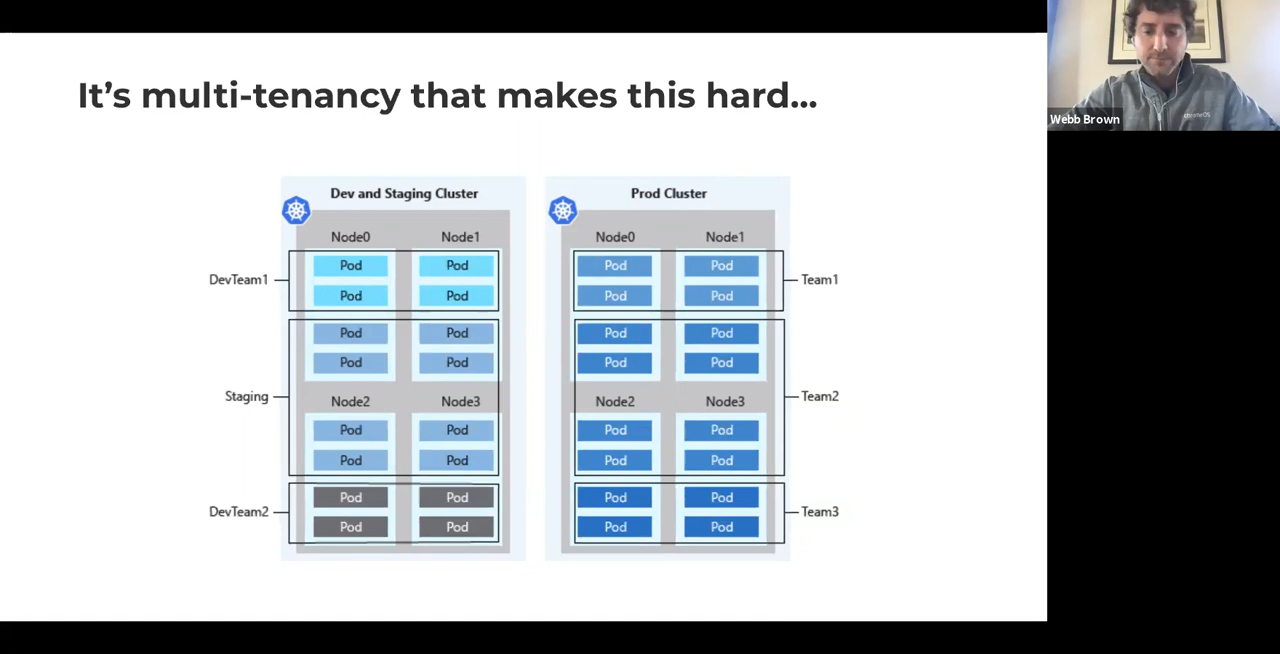 It's multi-tenancy that makes this hard...
Webb Brown
chromeOS
Dev and Staging Cluster
Node0 Node1
DevTeam1
Pod Pod
Pod Pod
Staging
Pod Pod
Pod Pod
Node2 Node3
Pod Pod
Pod Pod
DevTeam2
Pod Pod
Pod Pod
Prod Cluster
Node0 Node1
Pod Pod
Team1
Pod Pod
Pod Pod
Pod Pod
Team2
Node2 Node3
Pod Pod
Pod Pod
Pod Pod
Team3
Pod Pod